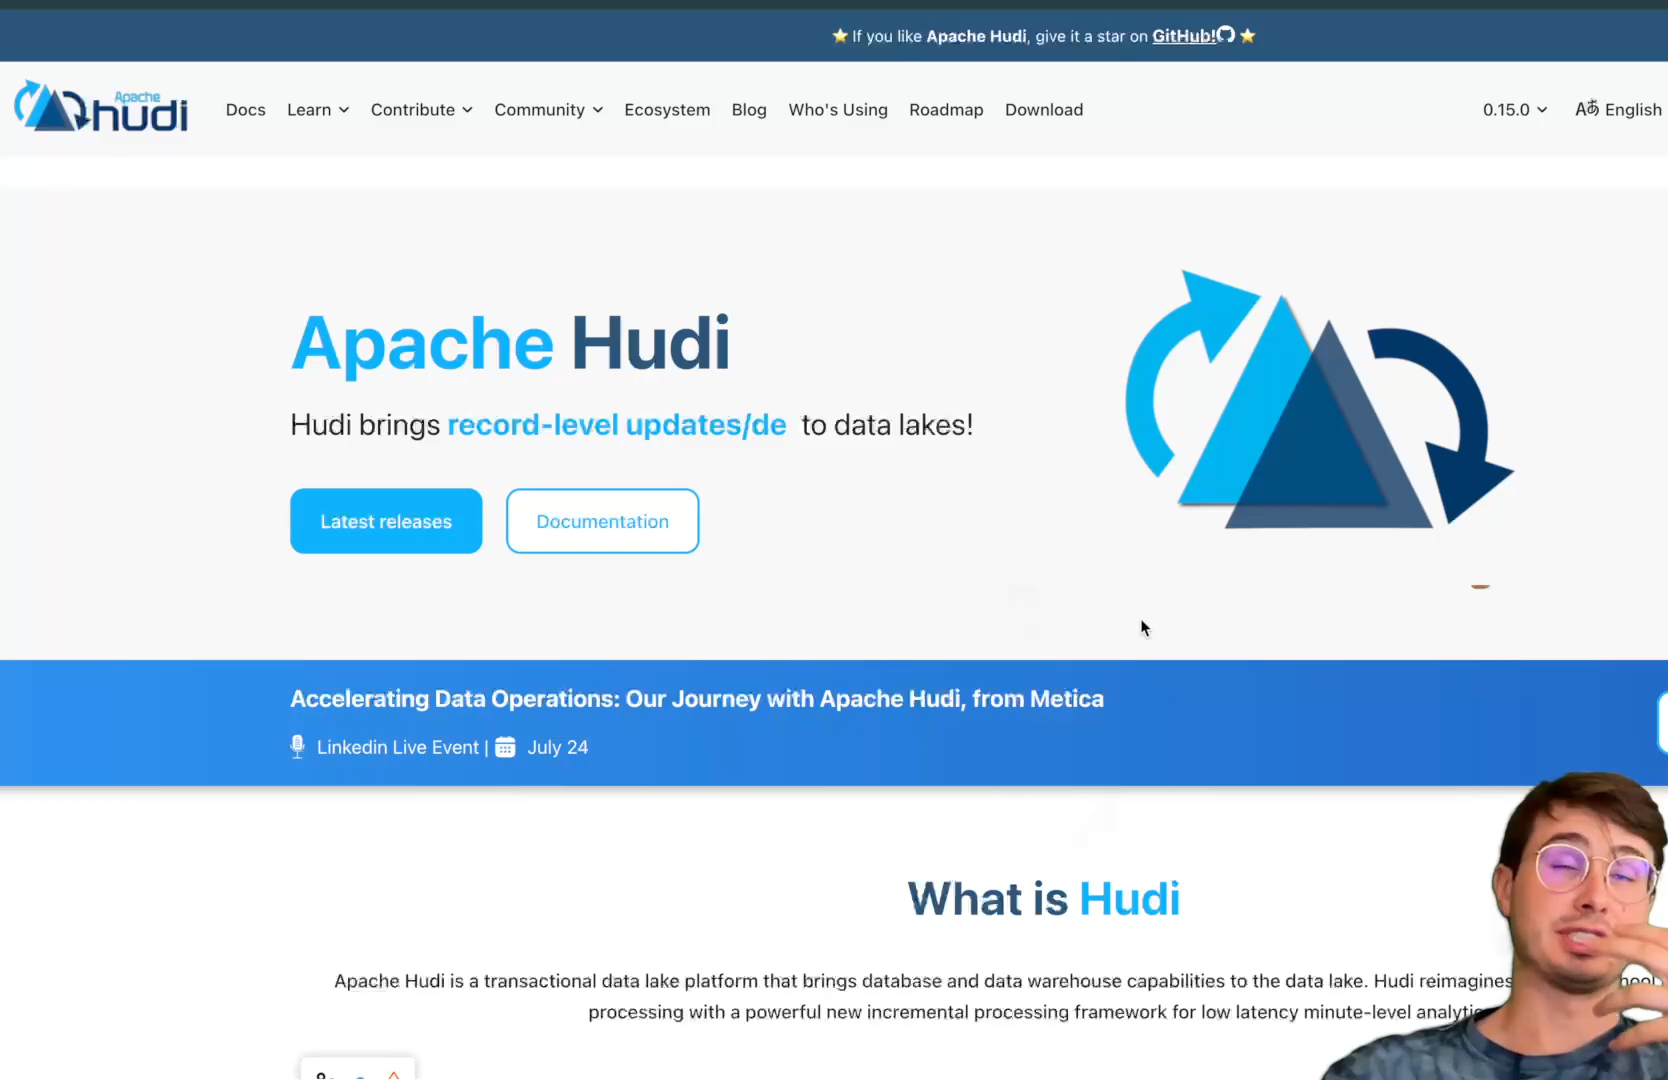 ⭐ If you like Apache Hudi, give it a star on GitHub! ⭐
Apache hudi
Docs Learn Contribute Community Ecosystem Blog Who's Using Roadmap Download 0.15.0 English
Apache Hudi
Hudi brings record-level updates/de to data lakes!
Latest releases Documentation
Accelerating Data Operations: Our Journey with Apache Hudi, from Metica
Linkedin Live Event | July 24
What is Hudi
Apache Hudi is a transactional data lake platform that brings database and data warehouse capabilities to the data lake. Hudi reimagines
processing with a powerful new incremental processing framework for low latency minute-level